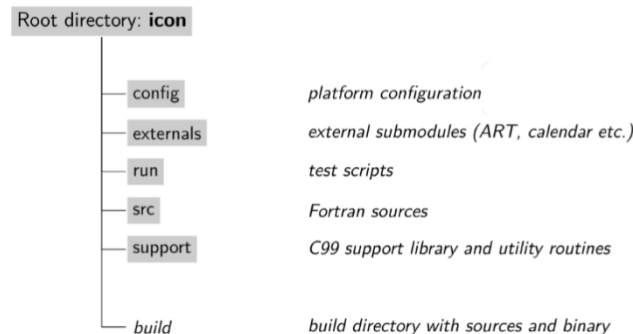 Root directory: icon
config platform configuration
externals external submodules (ART, calendar etc.)
run test scripts
src Fortran sources
support C99 support library and utility routines
build build directory with sources and binary